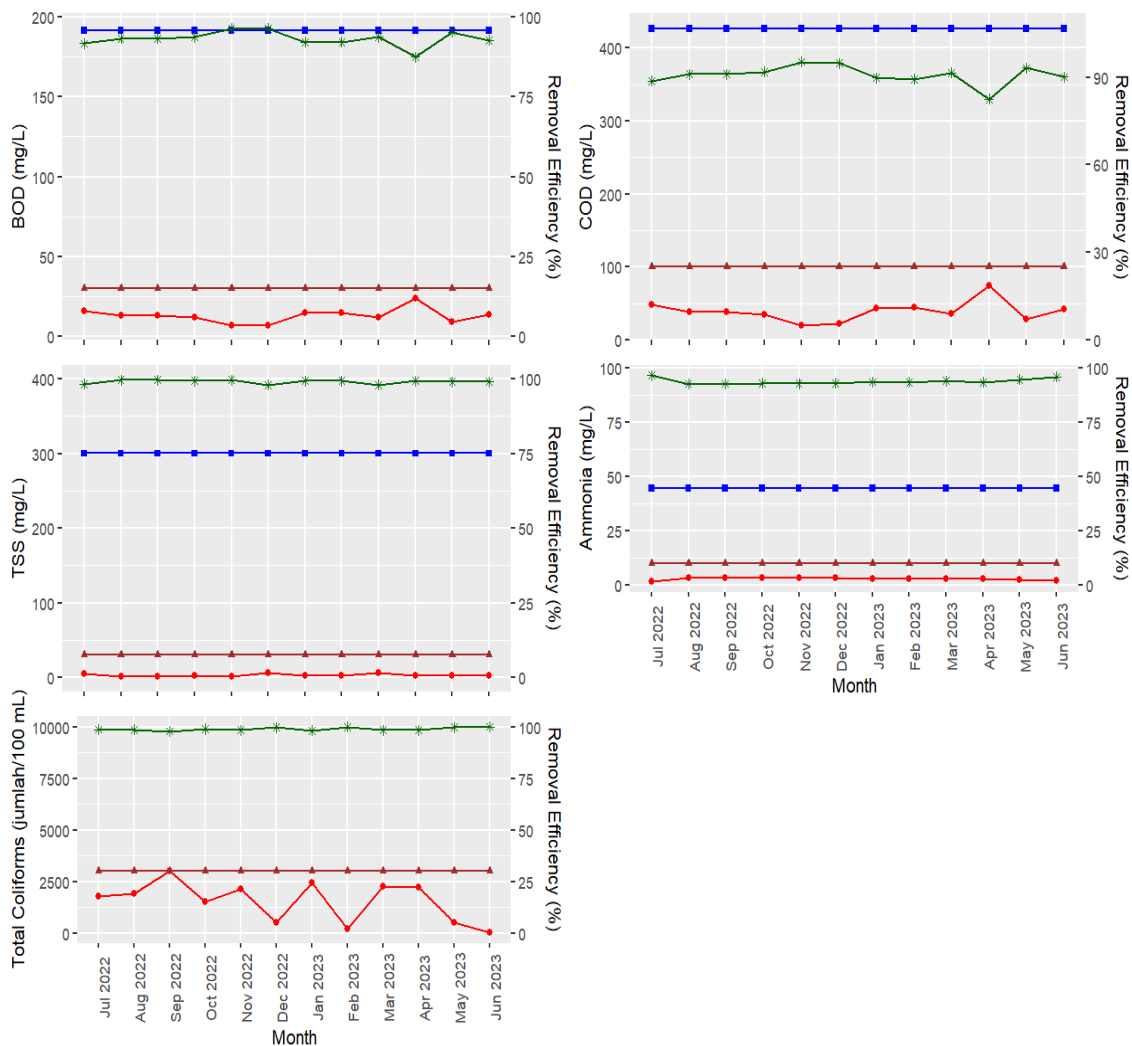 BOD (mg/L)
200
150
100
50
0
100
75
50
25
0
Removal Efficiency (%)
COD (mg/L)
400
300
200
100
0
90
60
30
0
Removal Efficiency (%)
TSS (mg/L)
400
300
200
100
0
100
75
50
25
0
Removal Efficiency (%)
Ammonia (mg/L)
100
75
50
25
0
100
75
50
25
0
Removal Efficiency (%)
Jul 2022
Aug 2022
Sep 2022
Oct 2022
Nov 2022
Dec 2022
Jan 2023
Feb 2023
Mar 2023
Apr 2023
May 2023
Jun 2023
Month
Total Coliforms (jumlah/100 mL)
10000
7500
5000
2500
0
100
75
50
25
0
Removal Efficiency (%)
Jul 2022
Aug 2022
Sep 2022
Oct 2022
Nov 2022
Dec 2022
Jan 2023
Feb 2023
Mar 2023
Apr 2023
May 2023
Jun 2023
Month